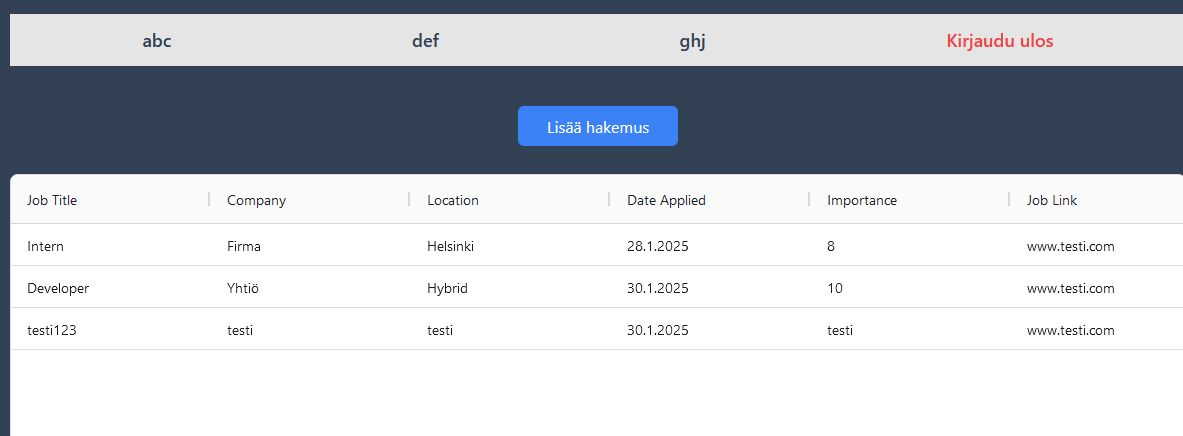 abc def ghj Kirjaudu ulos
Lisää hakemus
Job Title Company Location Date Applied Importance Job Link
Intern Firma Helsinki 28.1.2025 8 www.testi.com
Developer Yhtiö Hybrid 30.1.2025 10 www.testi.com
testi123 testi testi 30.1.2025 testi www.testi.com